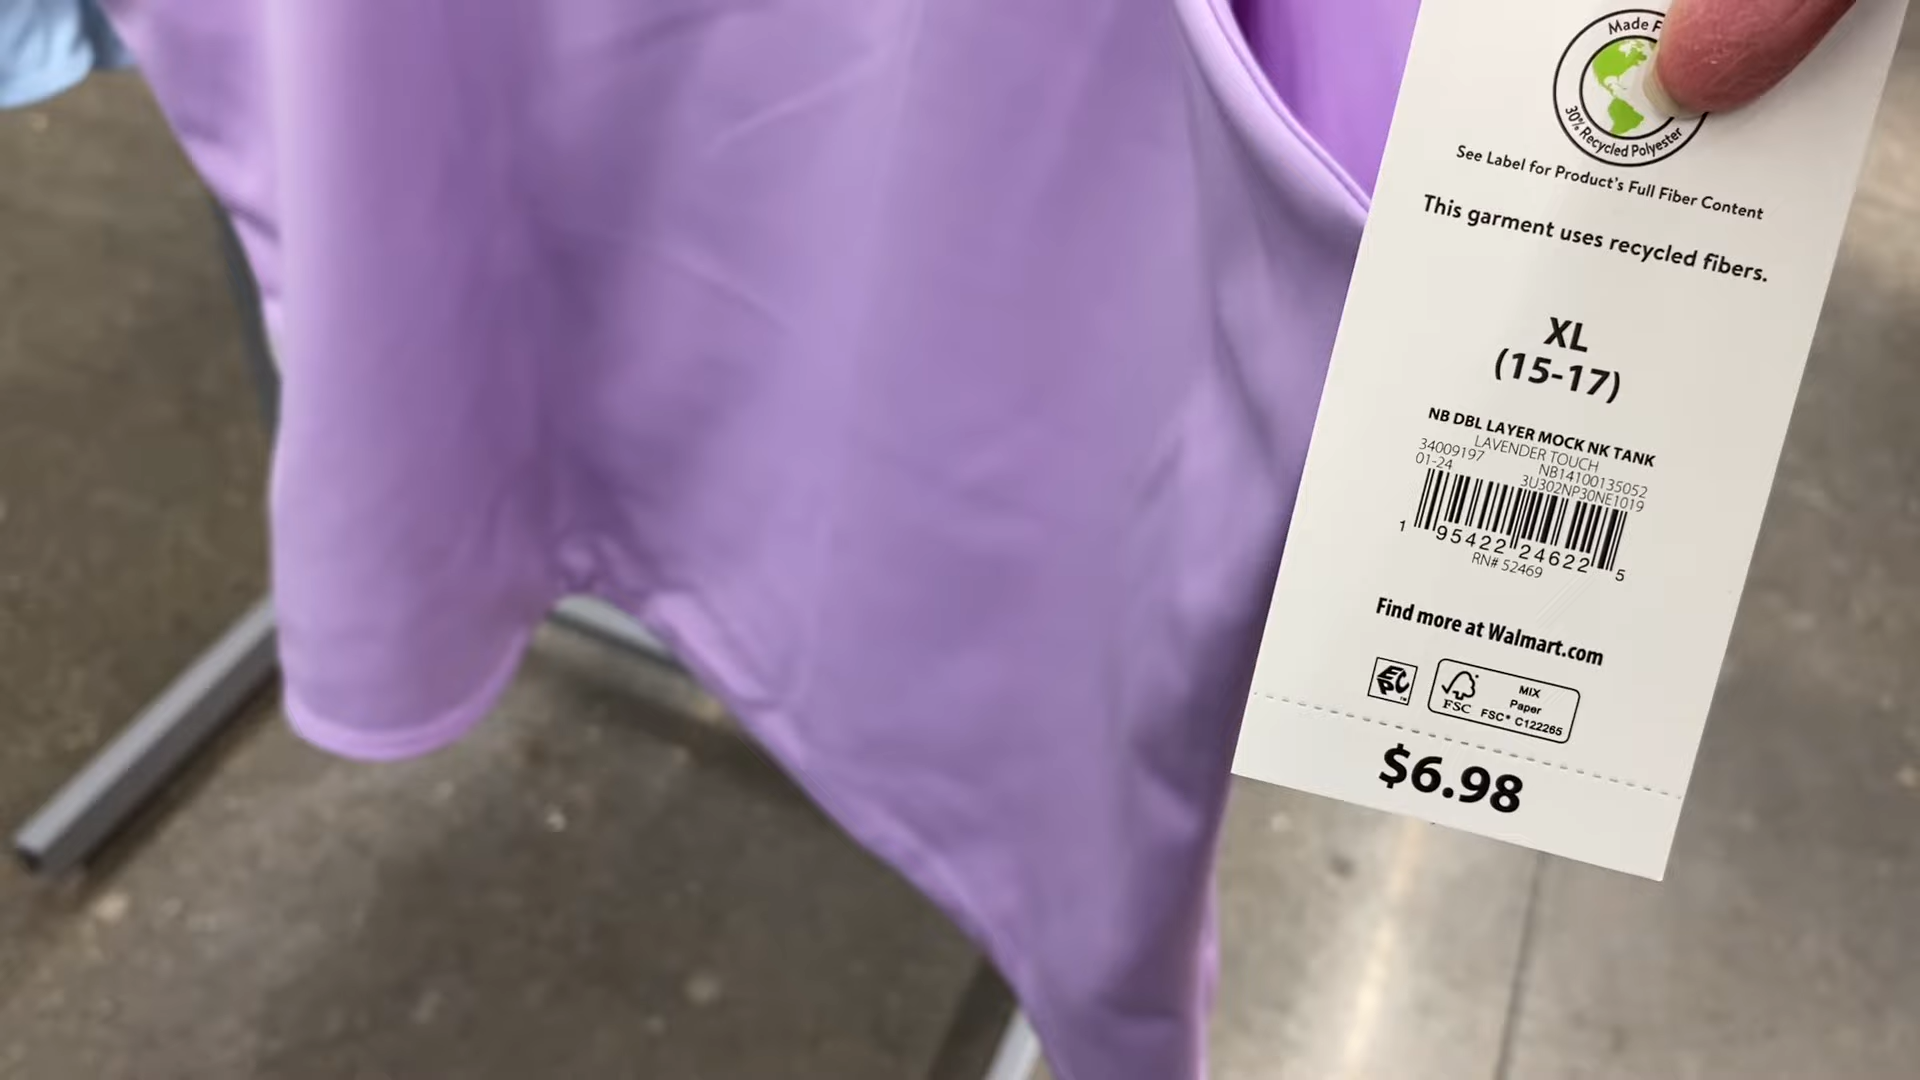 Made F
30% Recycled Polyester
See Label for Product's Full Fiber Content
This garment uses recycled fibers.
XL
(15-17)
NB DBL LAYER MOCK NK TANK
LAVENDER TOUCH
34009197 NB14100135052
01-24 3U302NP30NE1019
1 95422 24622 5
RN# 52469
Find more at Walmart.com
EPC™
FSC MIX
Paper
FSC® C122265
$6.98